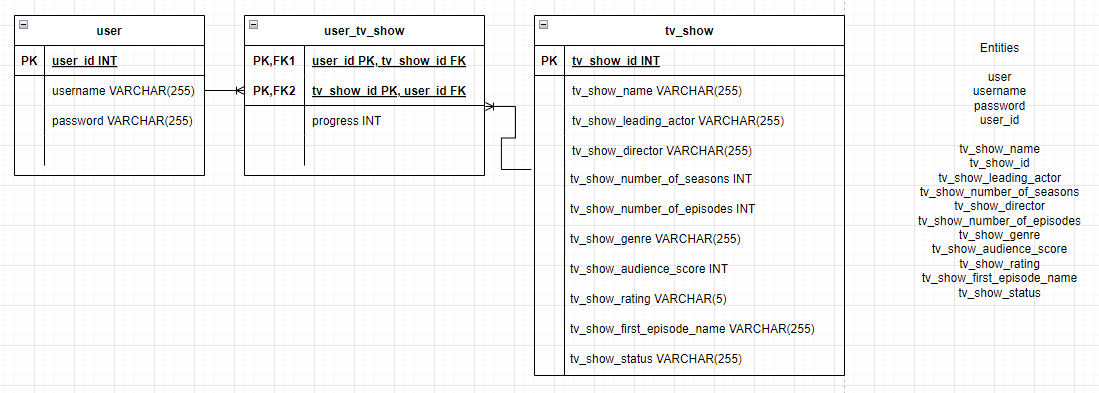 user
PK user_id INT
username VARCHAR(255)
password VARCHAR(255)
user_tv_show
PK,FK1 user_id PK, tv_show_id FK
PK,FK2 tv_show_id PK, user_id FK
progress INT
tv_show
PK tv_show_id INT
tv_show_name VARCHAR(255)
tv_show_leading_actor VARCHAR(255)
tv_show_director VARCHAR(255)
tv_show_number_of_seasons INT
tv_show_number_of_episodes INT
tv_show_genre VARCHAR(255)
tv_show_audience_score INT
tv_show_rating VARCHAR(5)
tv_show_first_episode_name VARCHAR(255)
tv_show_status VARCHAR(255)
Entities
user
username
password
user_id
tv_show_name
tv_show_id
tv_show_leading_actor
tv_show_number_of_seasons
tv_show_director
tv_show_number_of_episodes
tv_show_genre
tv_show_audience_score
tv_show_rating
tv_show_first_episode_name
tv_show_status